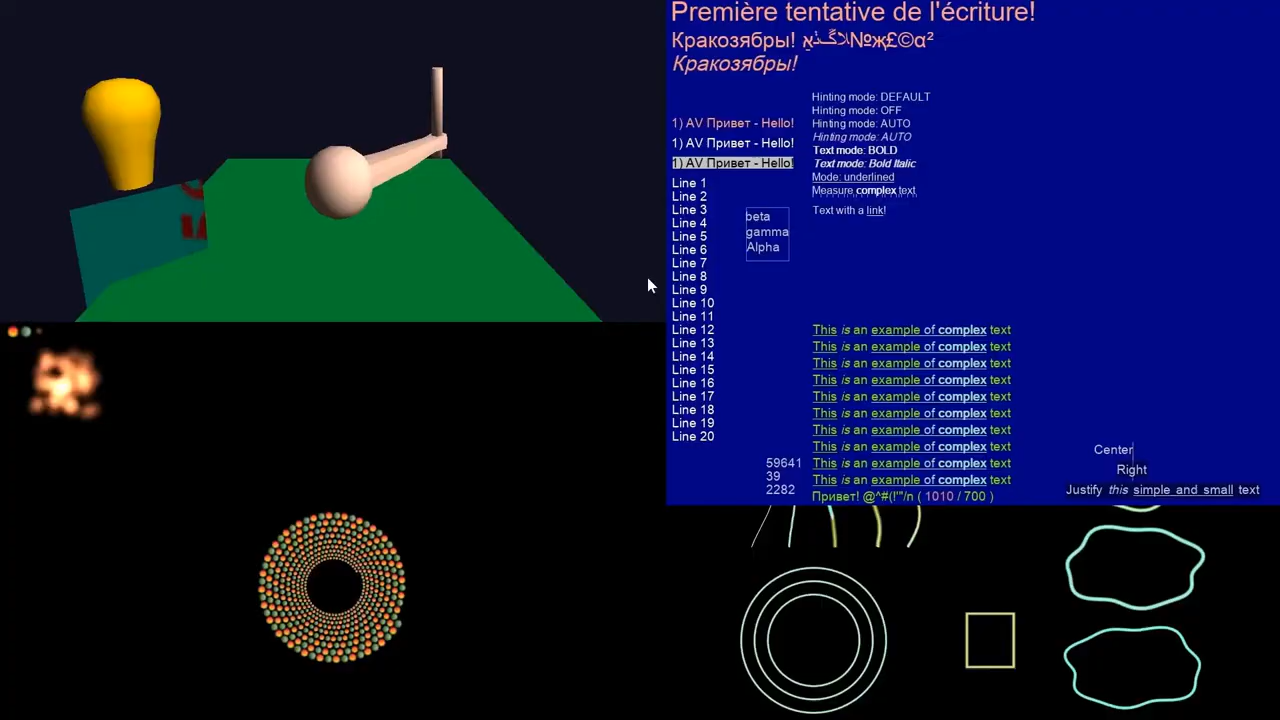 Première tentative de l'écriture!
Кракозябры!
№җ£©α²
Кракозябры!
1) AV Привет - Hello!
1) AV Привет - Hello!
1) AV Привет - Hello!
Line 1
Line 2
Line 3
Line 4
Line 5
Line 6
Line 7
Line 8
Line 9
Line 10
Line 11
Line 12
Line 13
Line 14
Line 15
Line 16
Line 17
Line 18
Line 19
Line 20
beta
gamma
Alpha
Hinting mode: DEFAULT
Hinting mode: OFF
Hinting mode: AUTO
Hinting mode: AUTO
Text mode: BOLD
Text mode: Bold Italic
Mode: underlined
Measure complex text
Text with a link!
This is an example of complex text
This is an example of complex text
This is an example of complex text
This is an example of complex text
This is an example of complex text
This is an example of complex text
This is an example of complex text
This is an example of complex text
This is an example of complex text
This is an example of complex text
Привет! @^#(!'"/n ( 1010 / 700 )
59641
39
2282
Center
Right
Justify this simple and small text